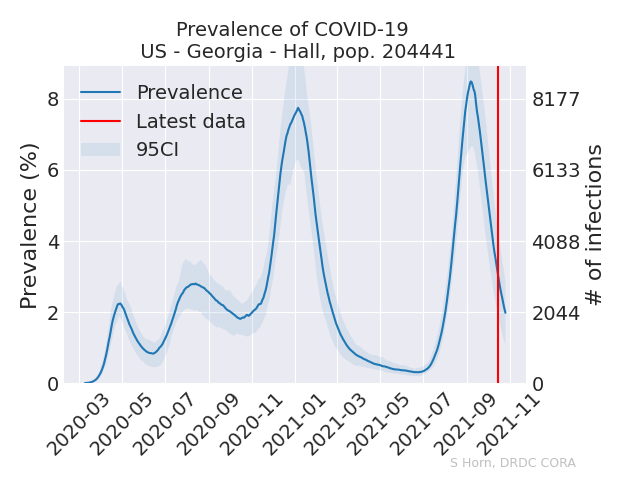 Prevalence of COVID-19
US - Georgia - Hall, pop. 204441
Prevalence
Latest data
95CI
Prevalence (%)
8
6
4
2
0
8177
6133
4088
2044
0
# of infections
2020-03
2020-05
2020-07
2020-09
2020-11
2021-01
2021-03
2021-05
2021-07
2021-09
2021-11
S Horn, DRDC CORA